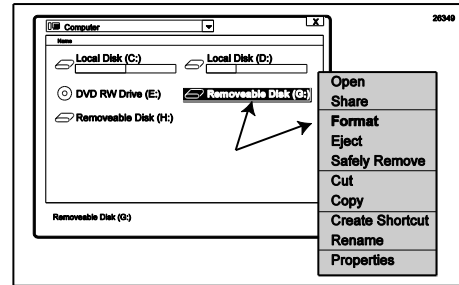 26349
Computer
X
Name
Local Disk (C:) Local Disk (D:)
DVD RW Drive (E:) Removeable Disk (G:)
Removeable Disk (H:)
Removeable Disk (G:)
Open
Share
Format
Eject
Safely Remove
Cut
Copy
Create Shortcut
Rename
Properties